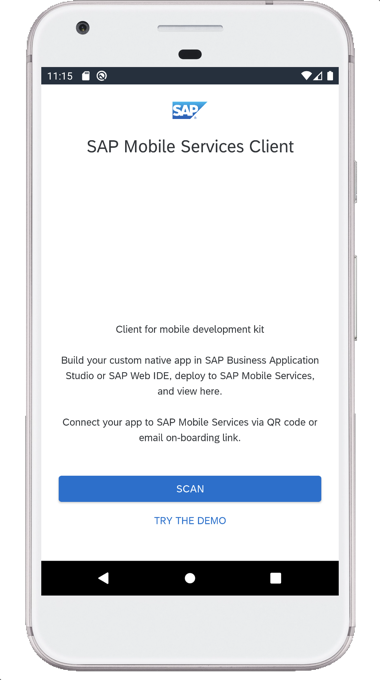 11:15
SAP
SAP Mobile Services Client
Client for mobile development kit
Build your custom native app in SAP Business Application
Studio or SAP Web IDE, deploy to SAP Mobile Services,
and view here.
Connect your app to SAP Mobile Services via QR code or
email on-boarding link.
SCAN
TRY THE DEMO